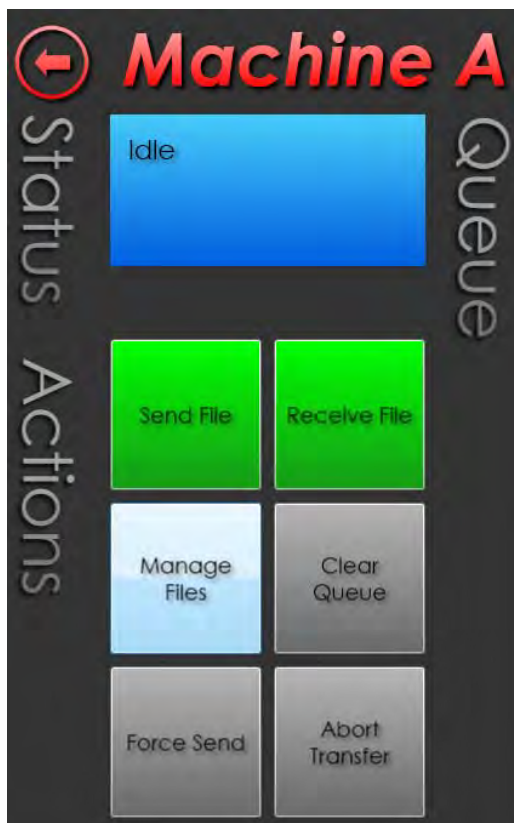 Machine A
Status
Idle
Queue
Actions
Send File
Receive File
Manage
Files
Clear
Queue
Force Send
Abort
Transfer